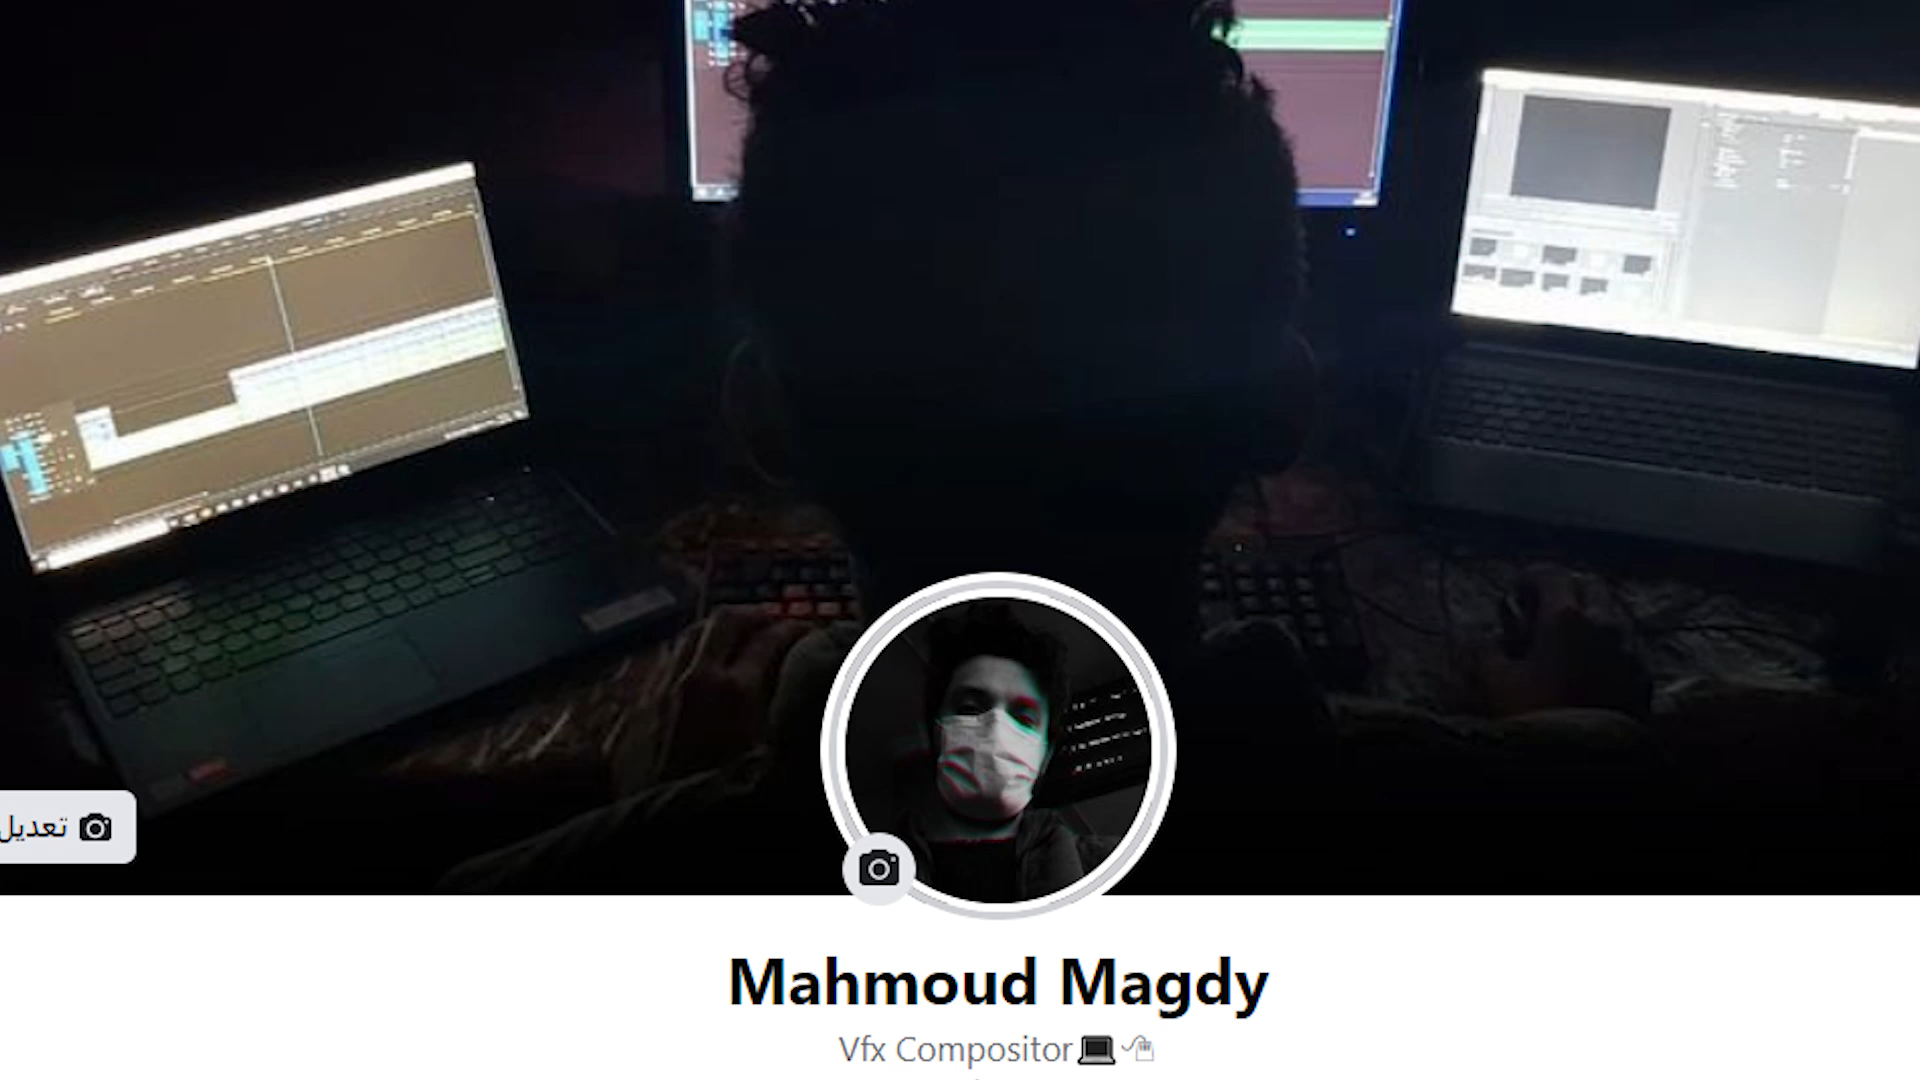 تعديل
Mahmoud Magdy
Vfx Compositor💻🖱